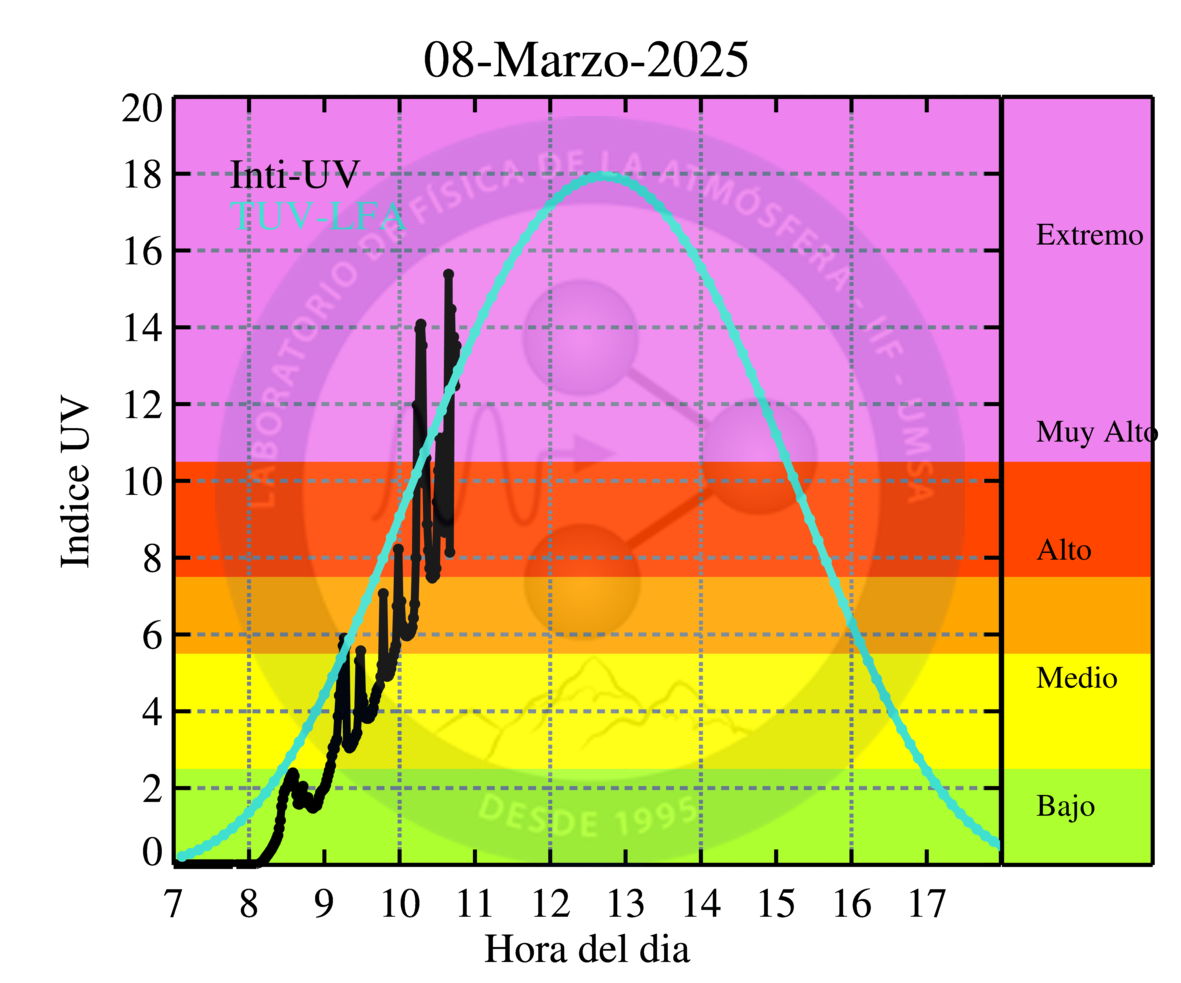 08-Marzo-2025
Inti-UV
TUV-LFA
LABORATORIO DE FÍSICA DE LA ATMÓSFERA - IIF - UMSA
DESDE 1995
Indice UV
20
18
16
14
12
10
8
6
4
2
0
Extremo
Muy Alto
Alto
Medio
Bajo
7 8 9 10 11 12 13 14 15 16 17
Hora del dia